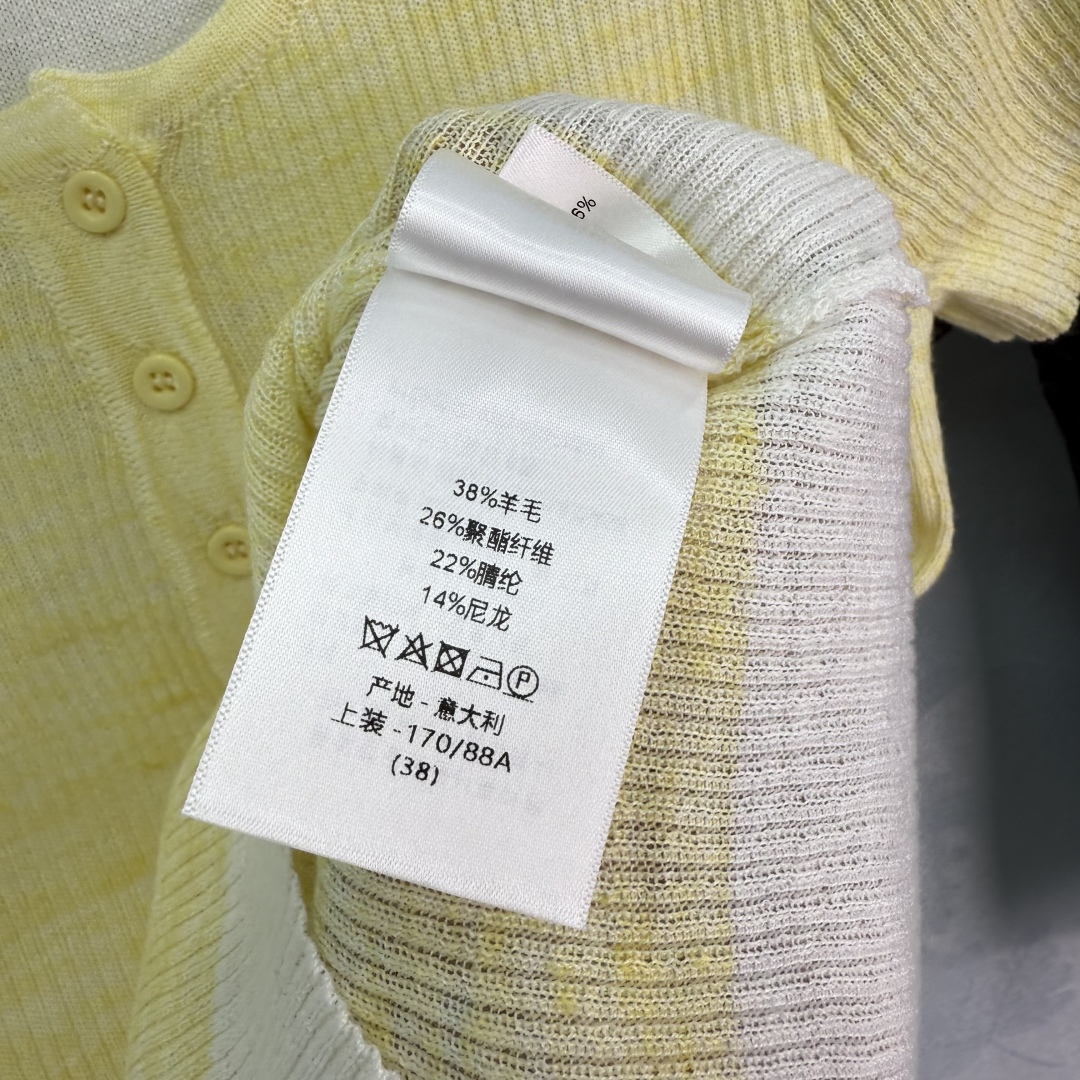 6%
38%羊毛
26%聚酯纤维
22%腈纶
14%尼龙
P
产地 - 意大利
上装 -170/88A
(38)